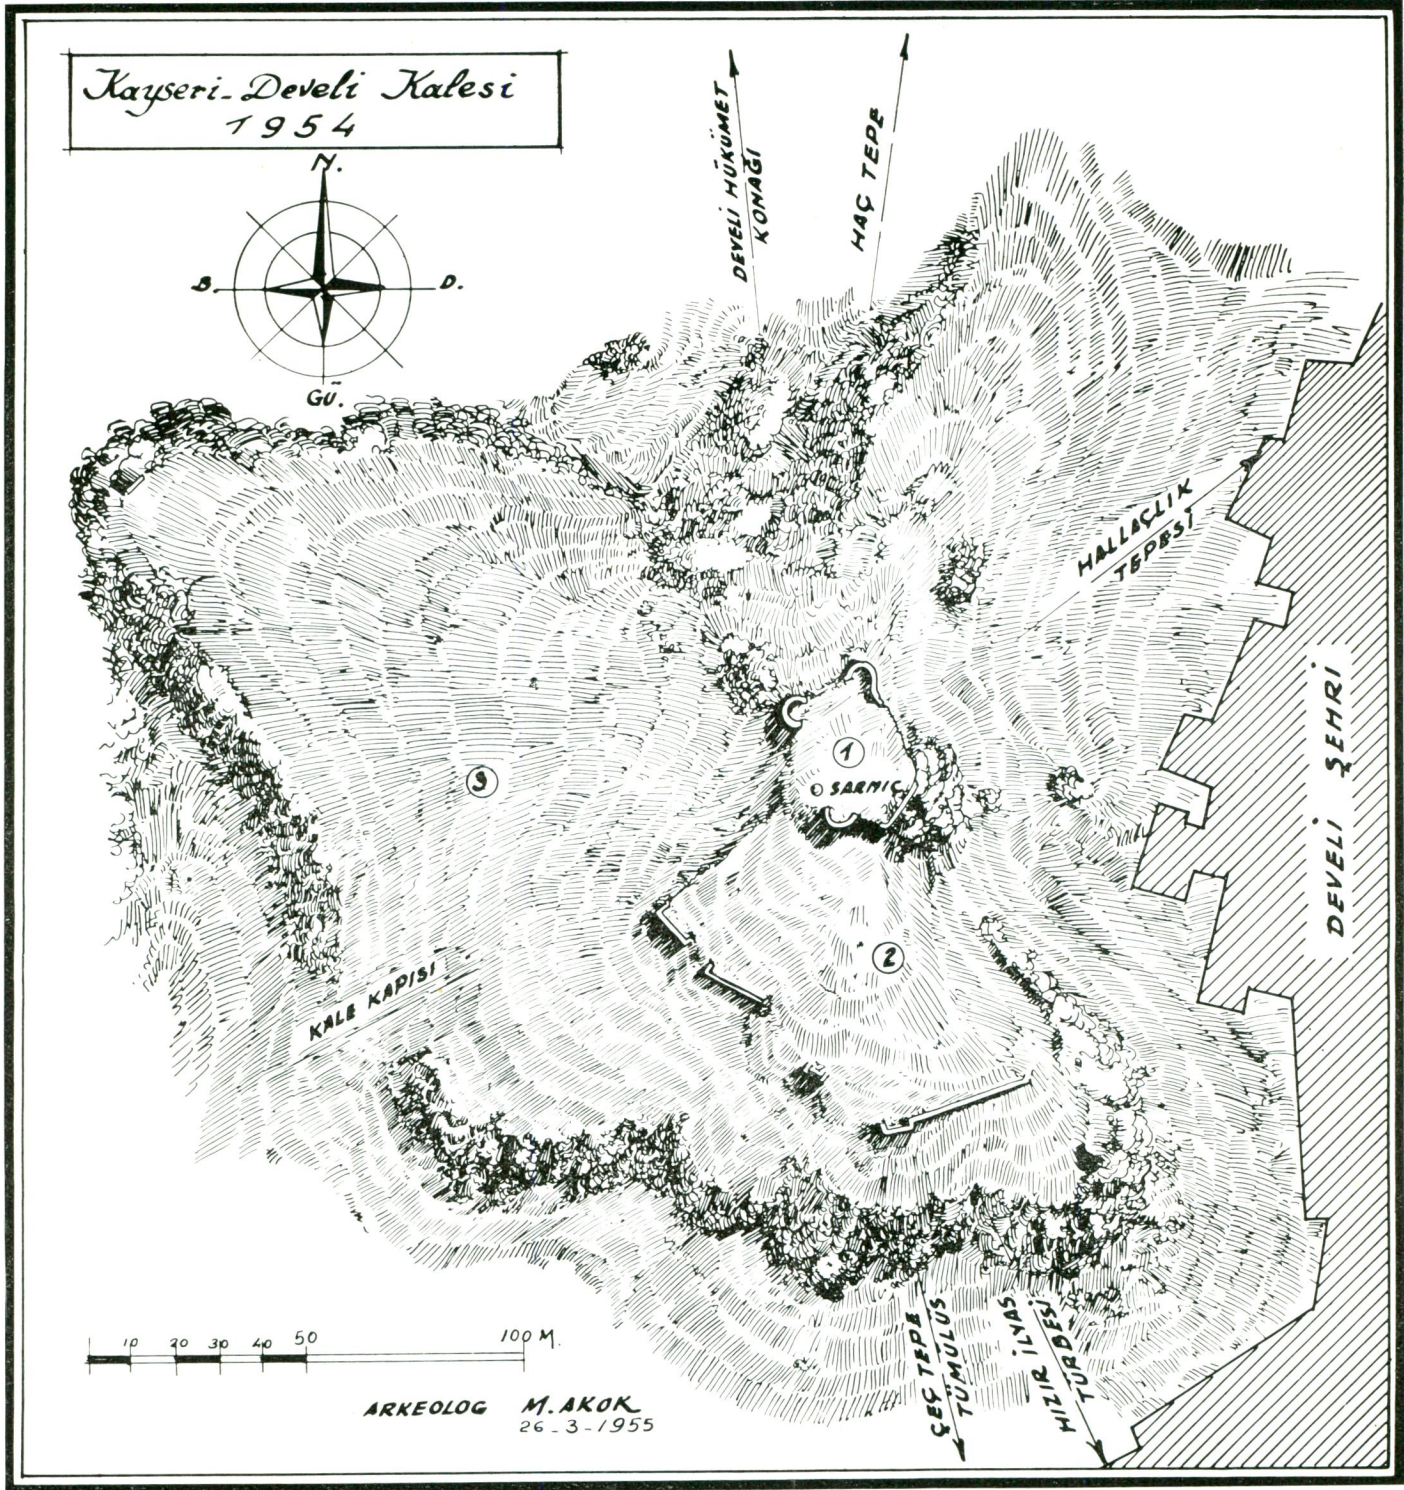 Kayseri-Develi Kalesi
1954
N.
B.
D.
GÜ.
DEVELİ HÜKÜMET
KONAĞI
HAÇ TEPE
HALLAÇLIK
TEPESİ
DEVELİ ŞEHRİ
1
SARNIÇ
2
3
KALE KAPISI
10 20 30 40 50 100 M.
ARKEOLOG M. AKOK
26-3-1955
ÇEÇ TEPE
TÜMULUS
HIZIR İLYAS
TÜRBESİ